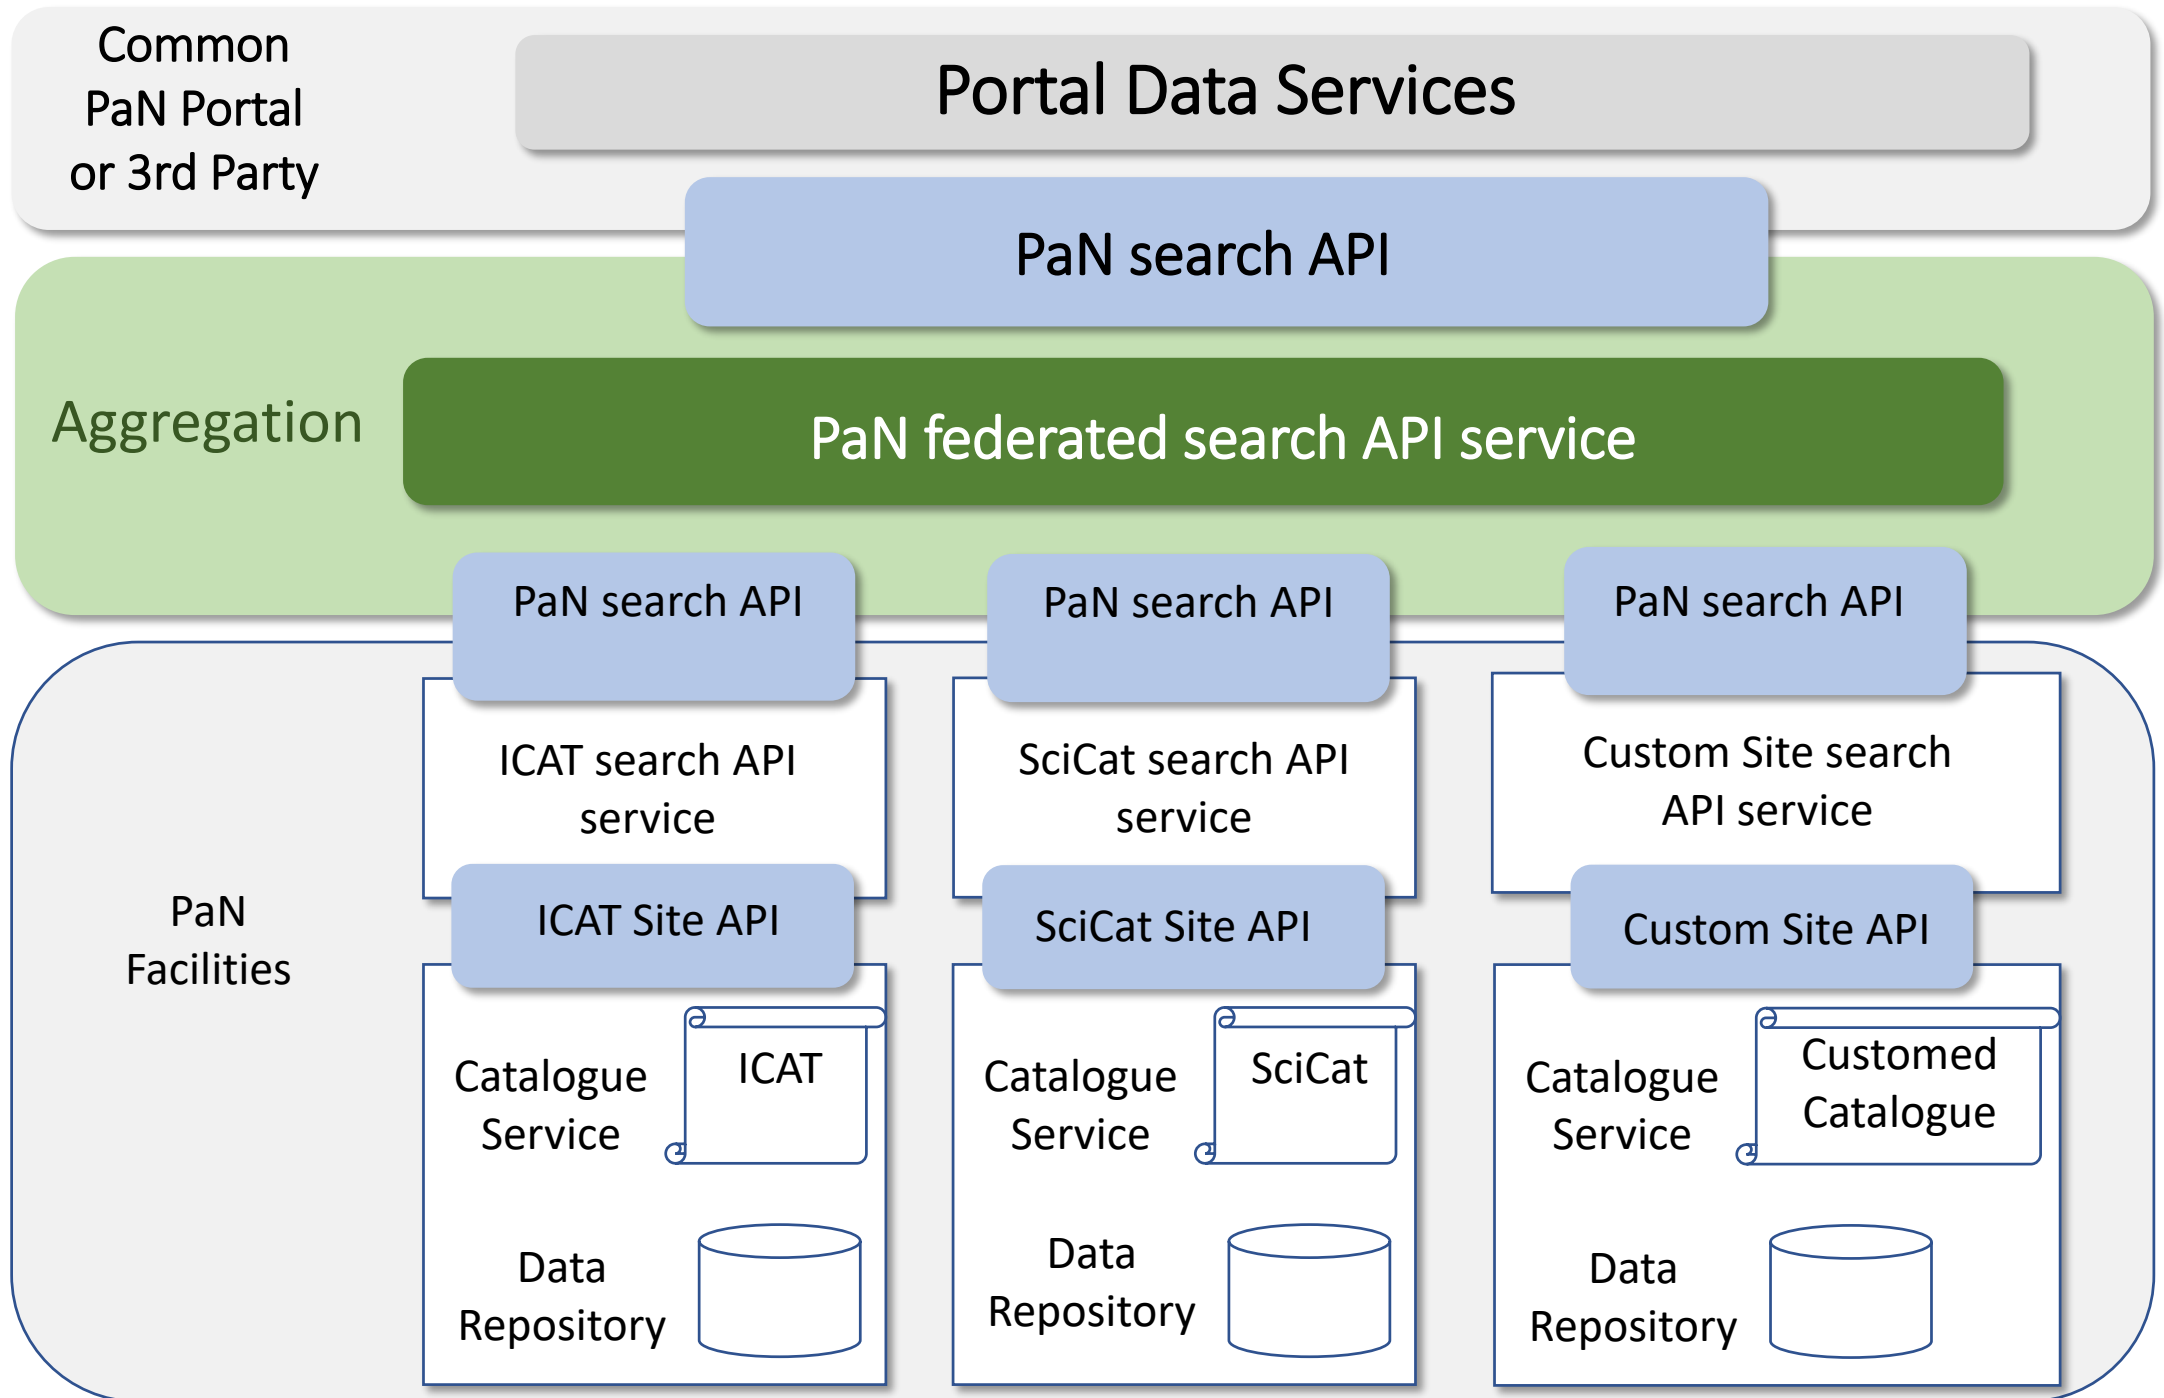 Common
PaN Portal
or 3rd Party
Portal Data Services
PaN search API
Aggregation
PaN federated search API service
PaN search API
PaN search API
PaN search API
ICAT search API
service
SciCat search API
service
Custom Site search
API service
PaN
Facilities
ICAT Site API
SciCat Site API
Custom Site API
Catalogue
Service
ICAT
Catalogue
Service
SciCat
Catalogue
Service
Customed
Catalogue
Data
Repository
Data
Repository
Data
Repository